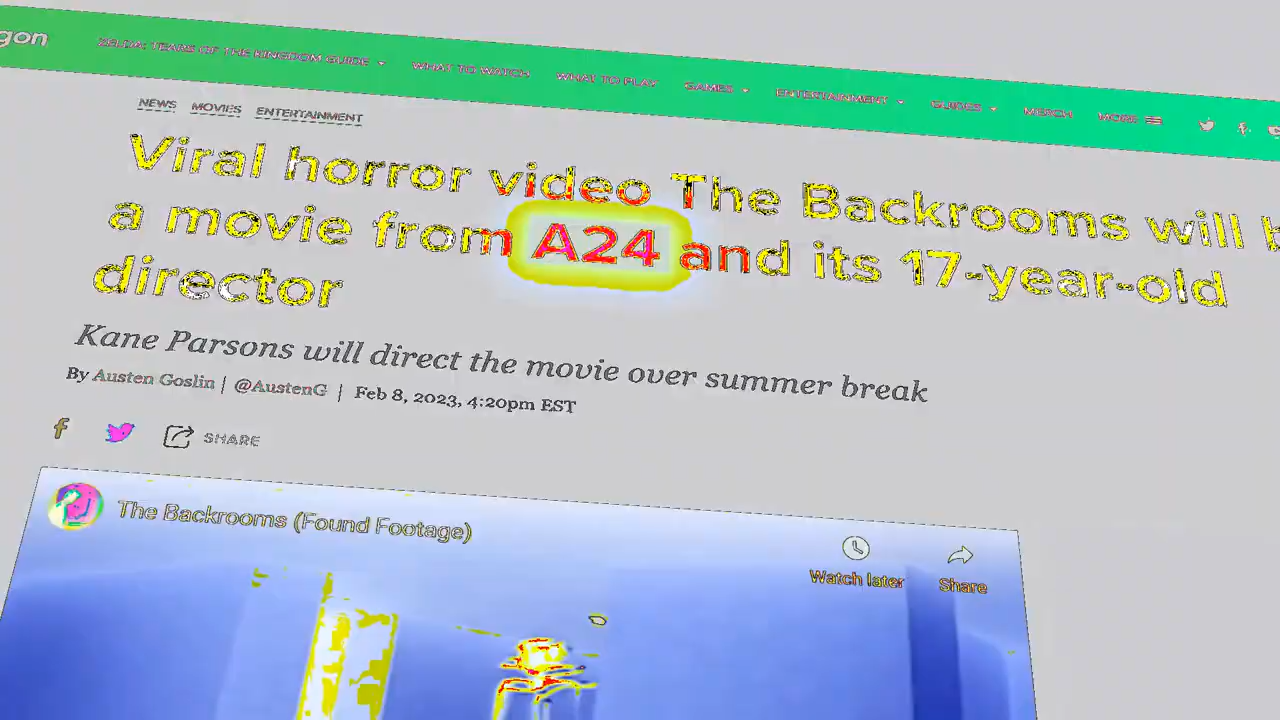 gon
ZELDA: TEARS OF THE KINGDOM GUIDE WHAT TO WATCH WHAT TO PLAY GAMES ENTERTAINMENT GUIDES MERCH MORE
NEWS MOVIES ENTERTAINMENT
Viral horror video The Backrooms will b
a movie from A24 and its 17-year-old
director
Kane Parsons will direct the movie over summer break
By Austen Goslin | @AustenG | Feb 8, 2023, 4:20pm EST
SHARE
The Backrooms (Found Footage)
Watch later
Share